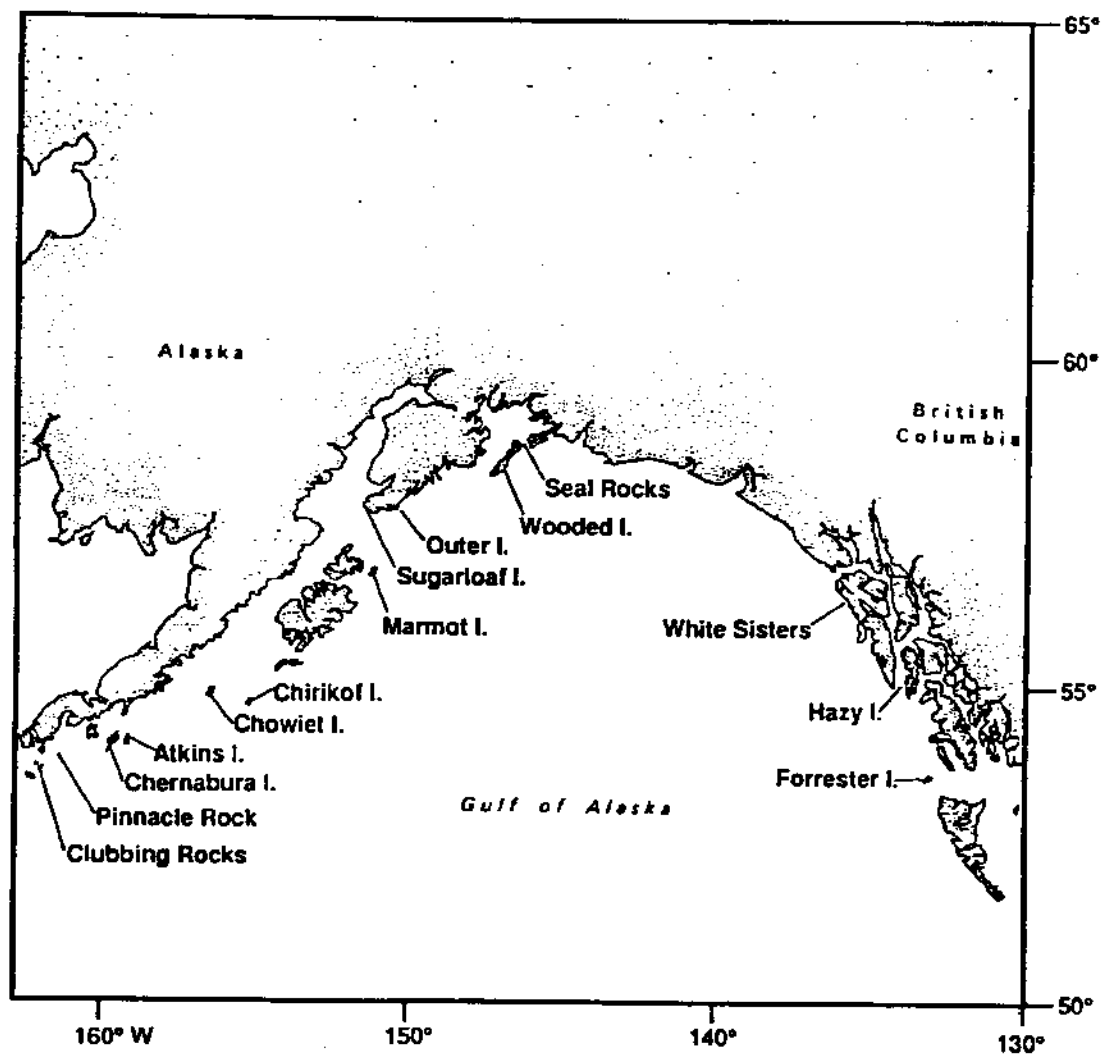 65°
Alaska
60°
British
Columbia
Seal Rocks
Wooded I.
Outer I.
Sugarloaf I.
Marmot I.
White Sisters
Chirikof I.
55°
Hazy I.
Chowiet I.
Atkins I.
Forrester I.
Chernabura I.
Gulf of Alaska
Pinnacle Rock
Clubbing Rocks
50°
160° W
150°
140°
130°